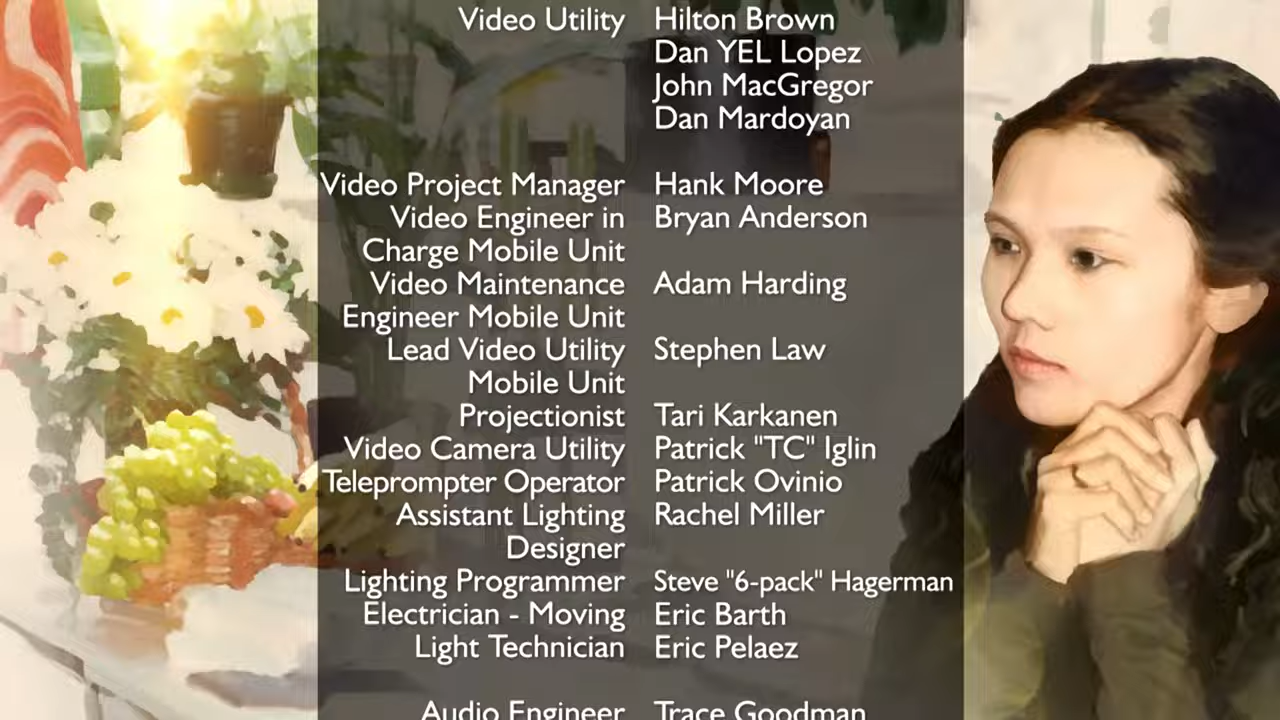 Video Utility Hilton Brown
Dan YEL Lopez
John MacGregor
Dan Mardoyan
Video Project Manager Hank Moore
Video Engineer in Bryan Anderson
Charge Mobile Unit
Video Maintenance Adam Harding
Engineer Mobile Unit
Lead Video Utility Stephen Law
Mobile Unit
Projectionist Tari Karkanen
Video Camera Utility Patrick "TC" Iglin
Teleprompter Operator Patrick Ovinio
Assistant Lighting Rachel Miller
Designer
Lighting Programmer Steve "6-pack" Hagerman
Electrician - Moving Eric Barth
Light Technician Eric Pelaez
Audio Engineer Trace Goodman